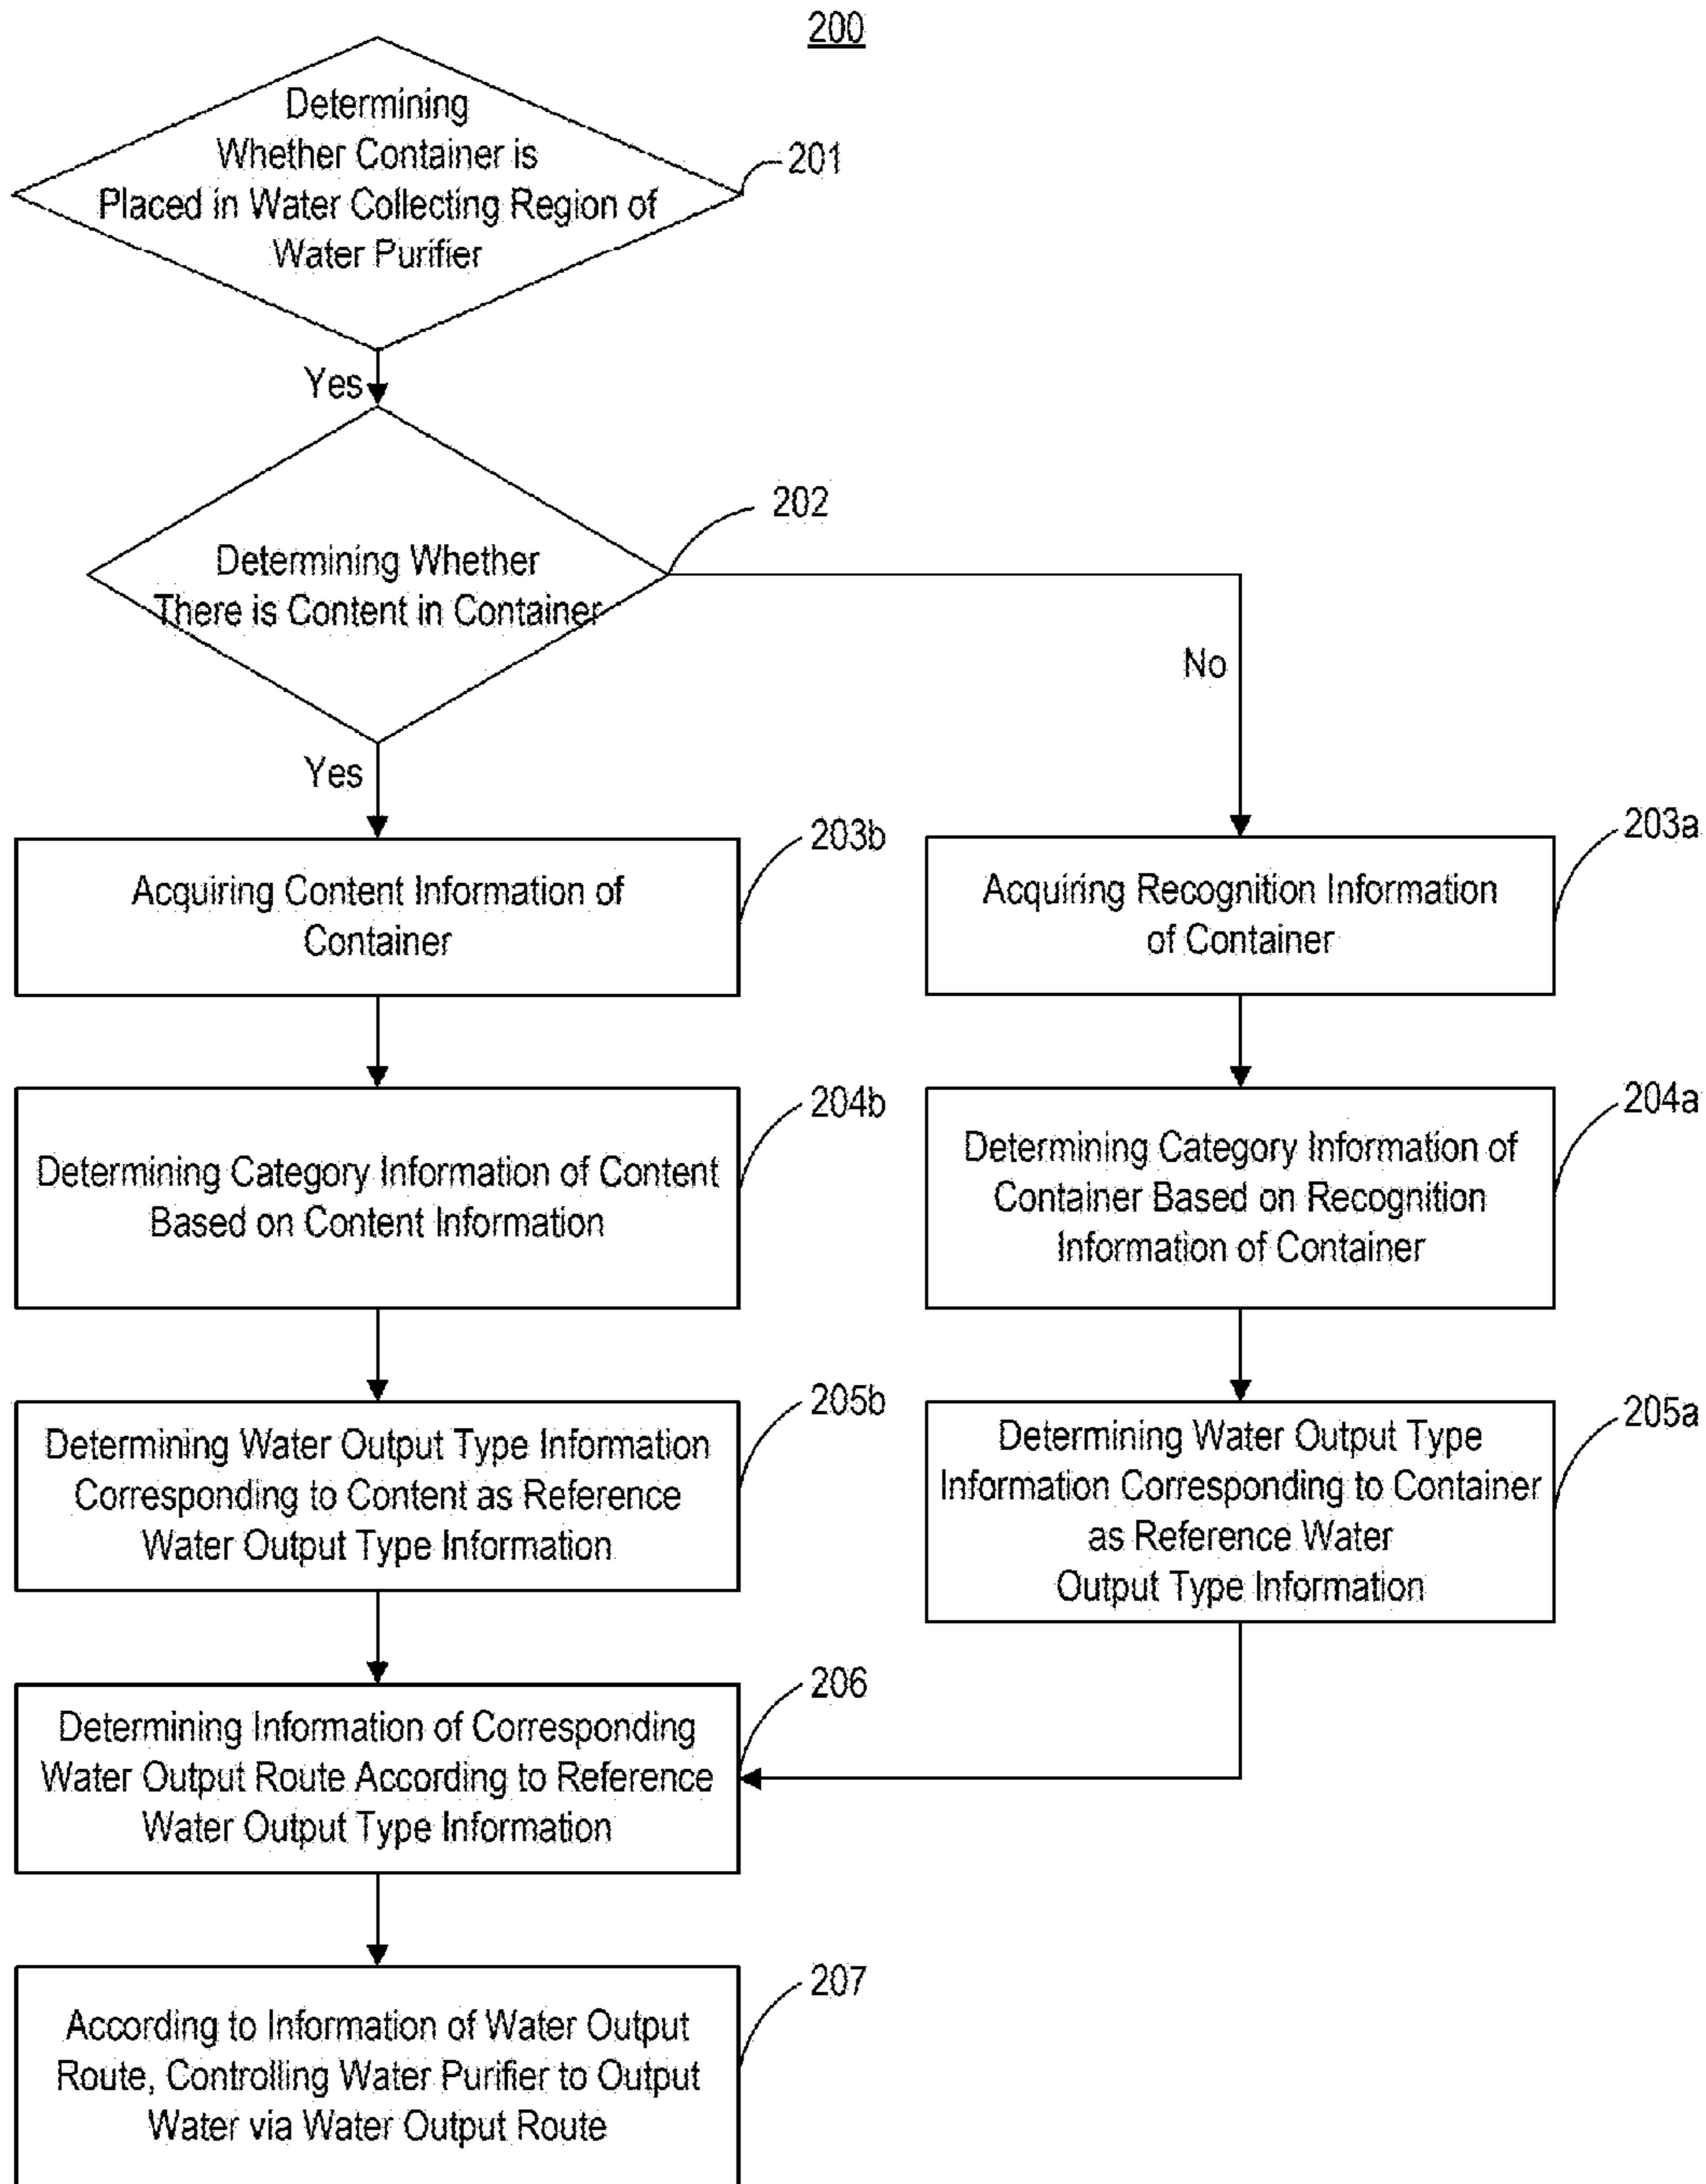 200
Determining
Whether Container is
Placed in Water Collecting Region of
Water Purifier
201
Yes
202
Determining Whether
There is Content in Container
No
Yes
203b
Acquiring Content Information of
Container
203a
Acquiring Recognition Information
of Container
204b
Determining Category Information of Content
Based on Content Information
204a
Determining Category Information of
Container Based on Recognition
Information of Container
205b
Determining Water Output Type Information
Corresponding to Content as Reference
Water Output Type Information
205a
Determining Water Output Type
Information Corresponding to Container
as Reference Water
Output Type Information
206
Determining Information of Corresponding
Water Output Route According to Reference
Water Output Type Information
207
According to Information of Water Output
Route, Controlling Water Purifier to Output
Water via Water Output Route